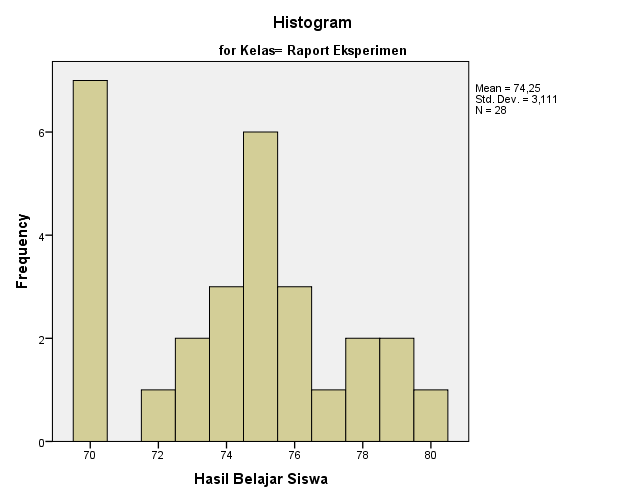 Histogram
for Kelas= Raport Eksperimen
Mean = 74,25
Std. Dev. = 3,111
N = 28
Frequency
6
4
2
0
70 72 74 76 78 80
Hasil Belajar Siswa